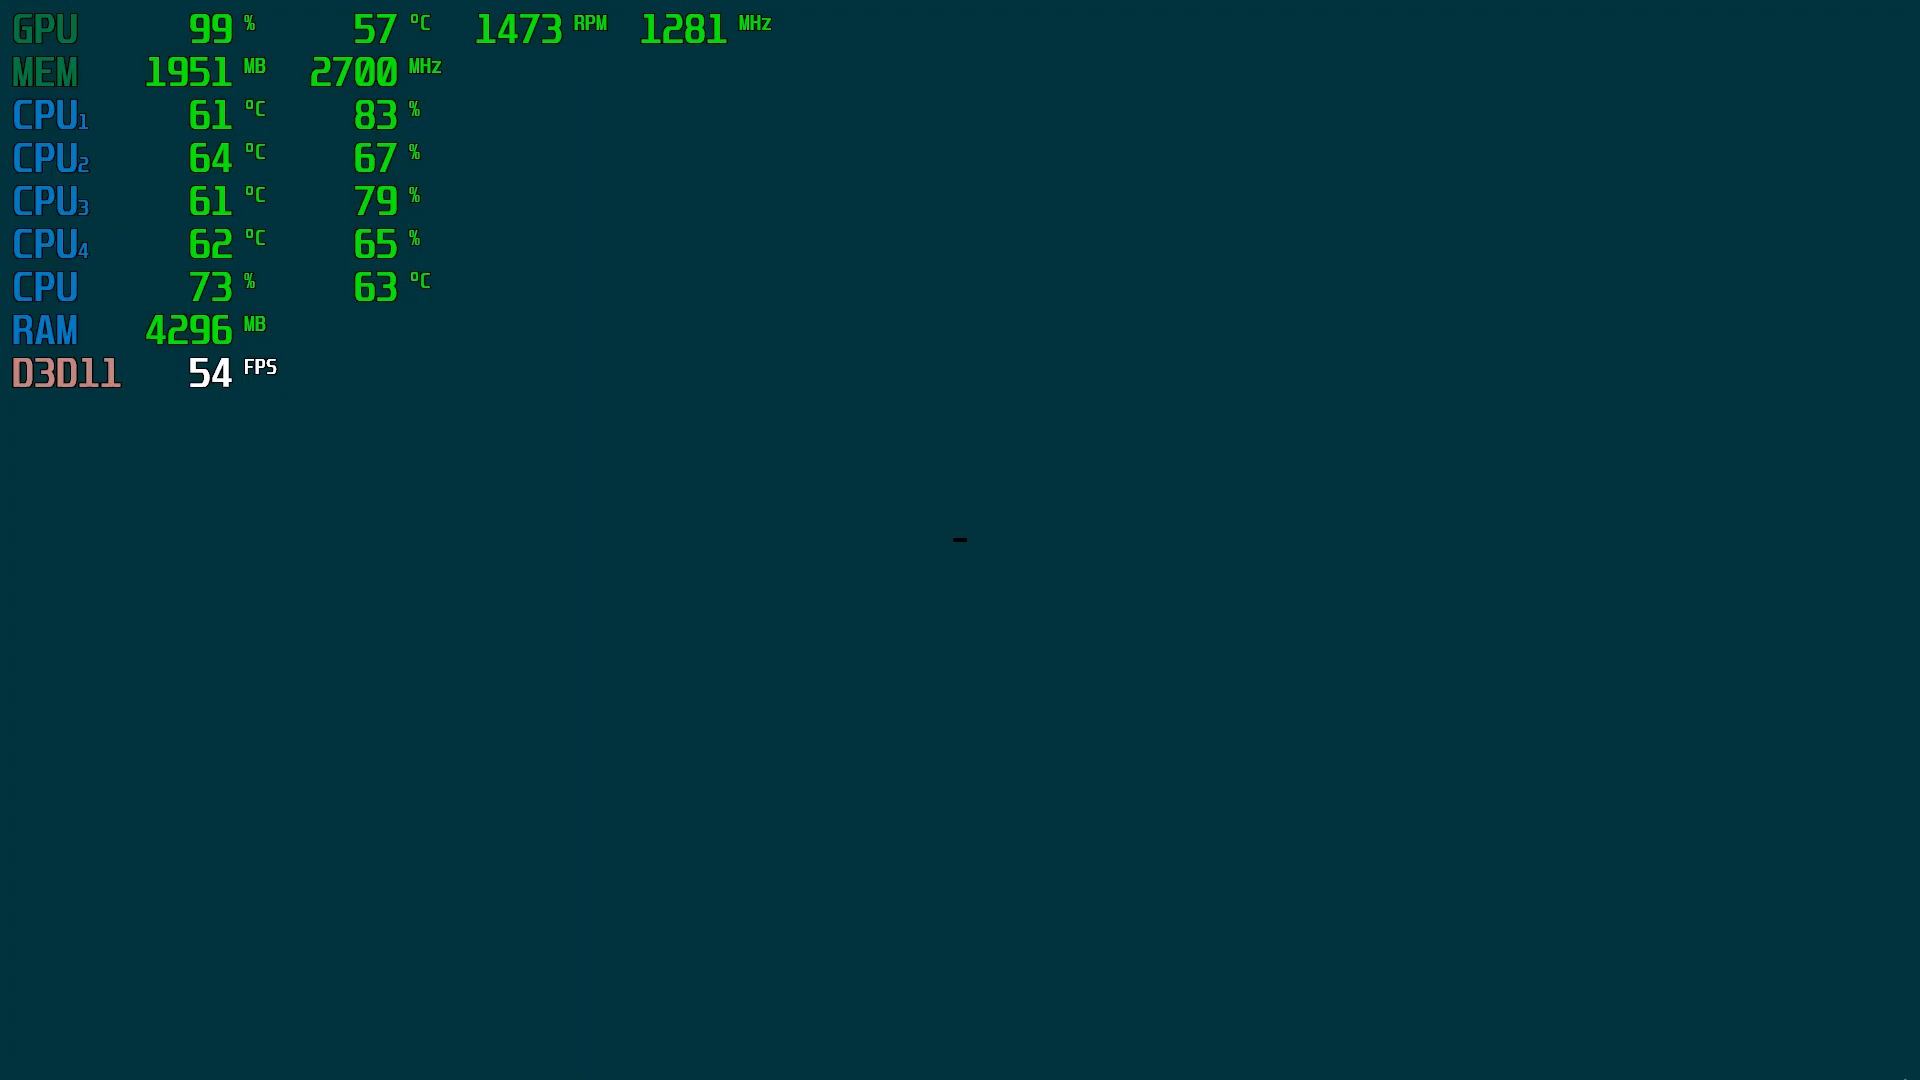 GPU 99 % 57 °C 1473 RPM 1281 MHz
MEM 1951 MB 2700 MHz
CPU1 61 °C 83 %
CPU2 64 °C 67 %
CPU3 61 °C 79 %
CPU4 62 °C 65 %
CPU 73 % 63 °C
RAM 4296 MB
D3D11 54 FPS